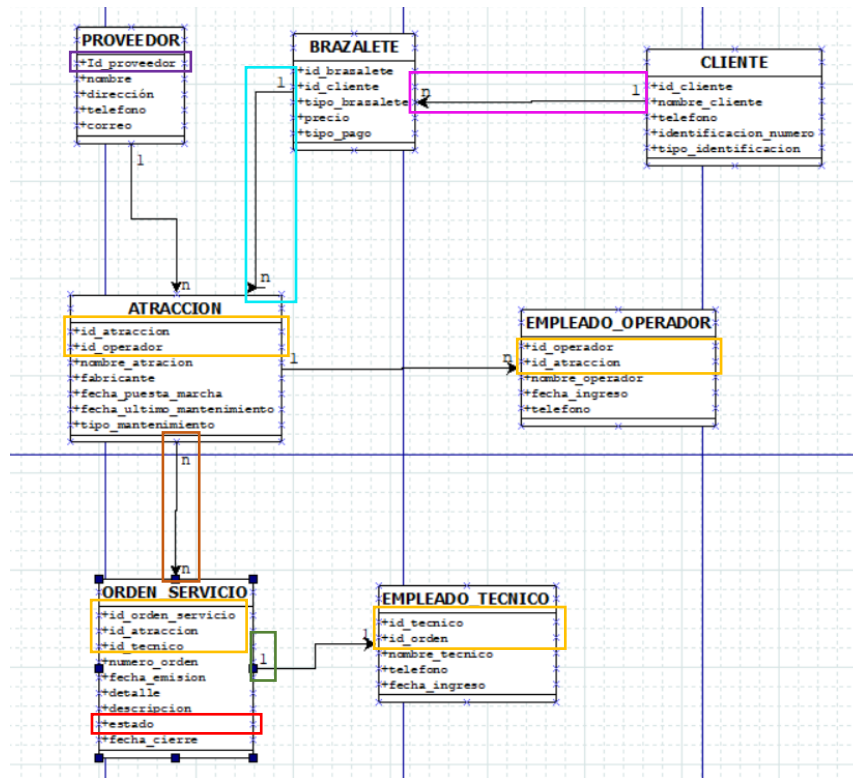 PROVEEDOR
+Id_proveedor
+nombre
+dirección
+telefono
+correo
1
n
BRAZALETE
+id_brasalete
+id_cliente
+tipo_brasalete
+precio
+tipo_pago
1
n
n
1
CLIENTE
+id_cliente
+nombre_cliente
+telefono
+identificacion_numero
+tipo_identificacion
ATRACCION
+id_atraccion
+id_operador
+nombre_atracion
+fabricante
+fecha_puesta_marcha
+fecha_ultimo_mantenimiento
+tipo_mantenimiento
1
n
EMPLEADO_OPERADOR
+id_operador
+id_atraccion
+nombre_operador
+fecha_ingreso
+telefono
n
n
ORDEN_SERVICIO
+id_orden_servicio
+id_atraccion
+id_tecnico
+numero_orden
+fecha_emision
+detalle
+descripcion
+estado
+fecha_cierre
1
1
EMPLEADO_TECNICO
+id_tecnico
+id_orden
+nombre_tecnico
+telefono
+fecha_ingreso